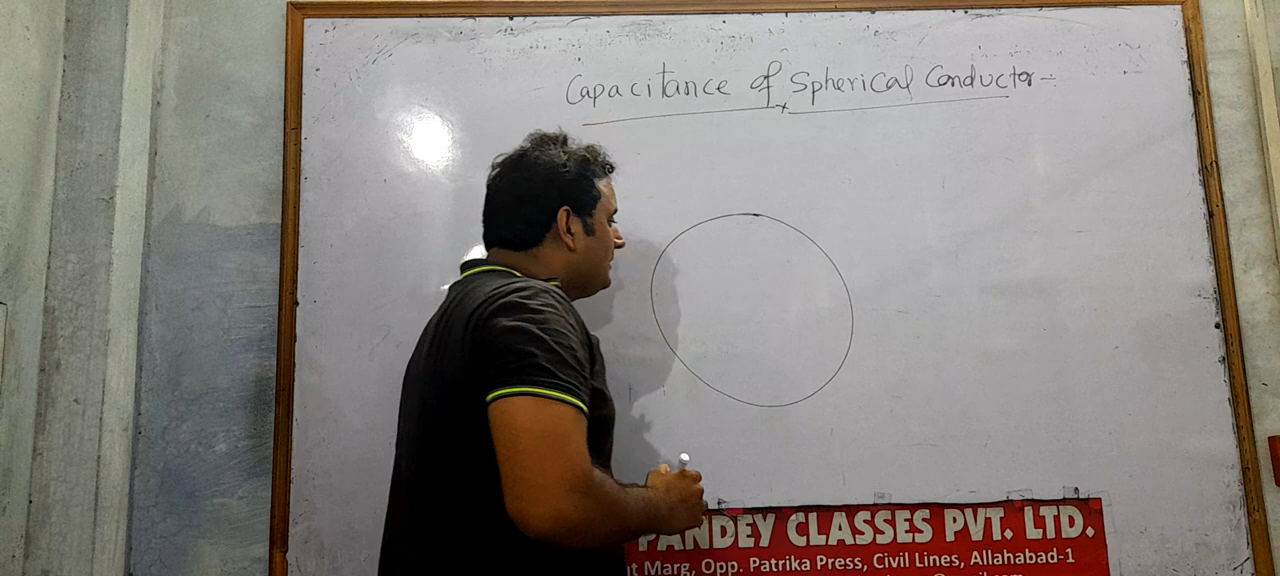 Capacitance of Spherical Conductor -
PANDEY CLASSES PVT. LTD.
Marg, Opp. Patrika Press, Civil Lines, Allahabad-1